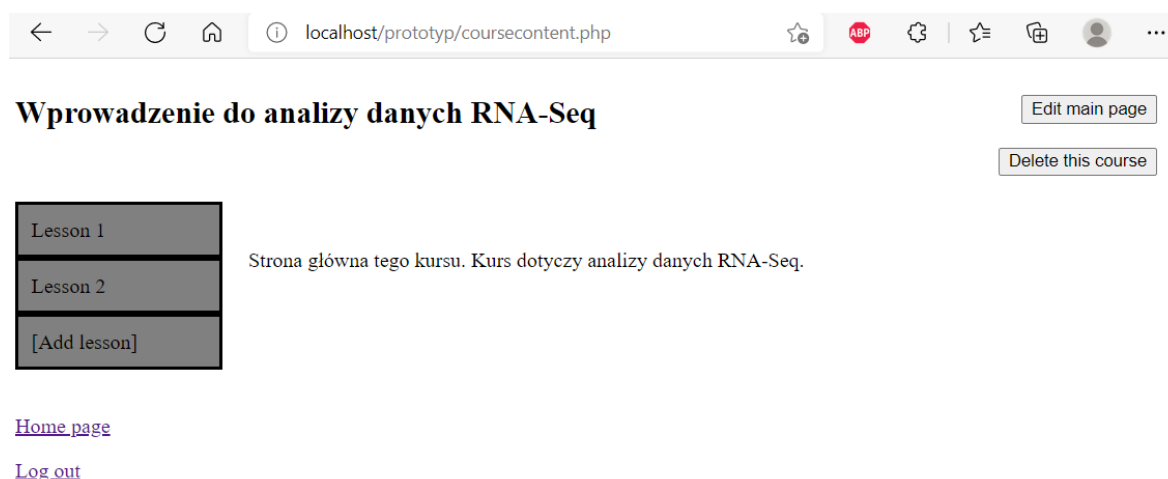 localhost/prototyp/coursecontent.php
ABP
Wprowadzenie do analizy danych RNA-Seq
Edit main page
Delete this course
Lesson 1
Strona główna tego kursu. Kurs dotyczy analizy danych RNA-Seq.
Lesson 2
[Add lesson]
Home page
Log out